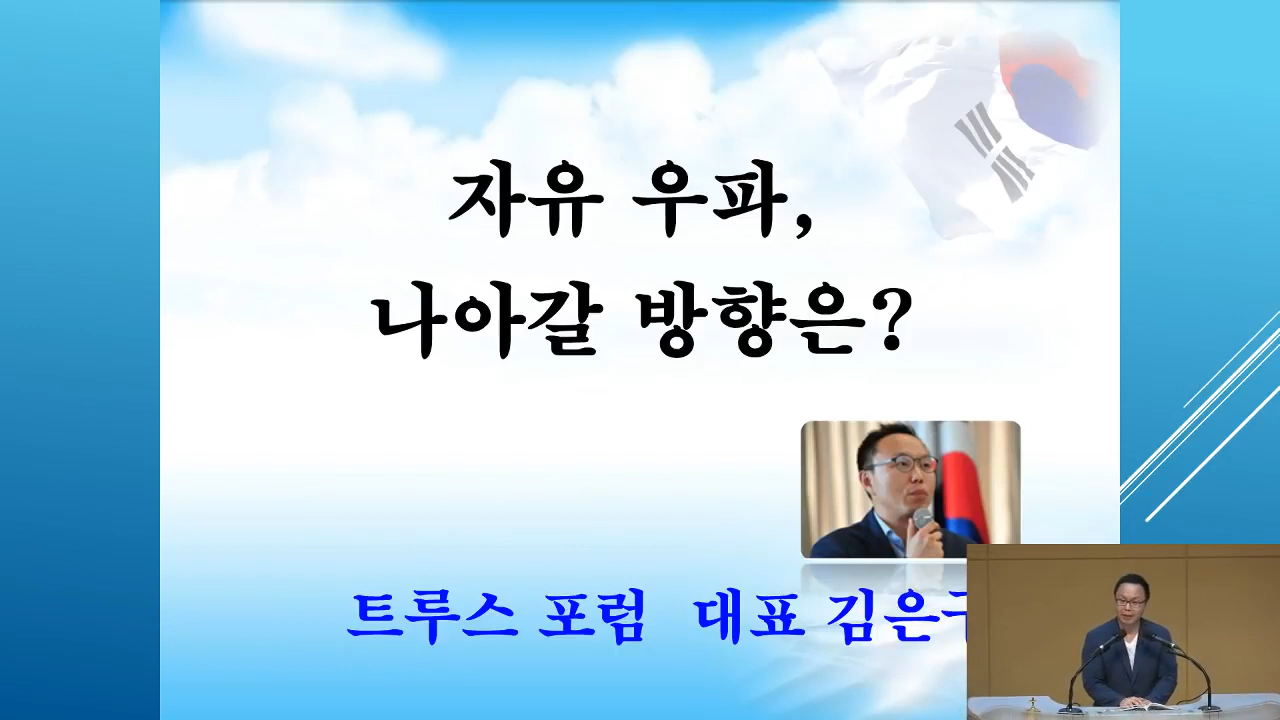 자유 우파,
나아갈 방향은?
트루스 포럼 대표 김은구